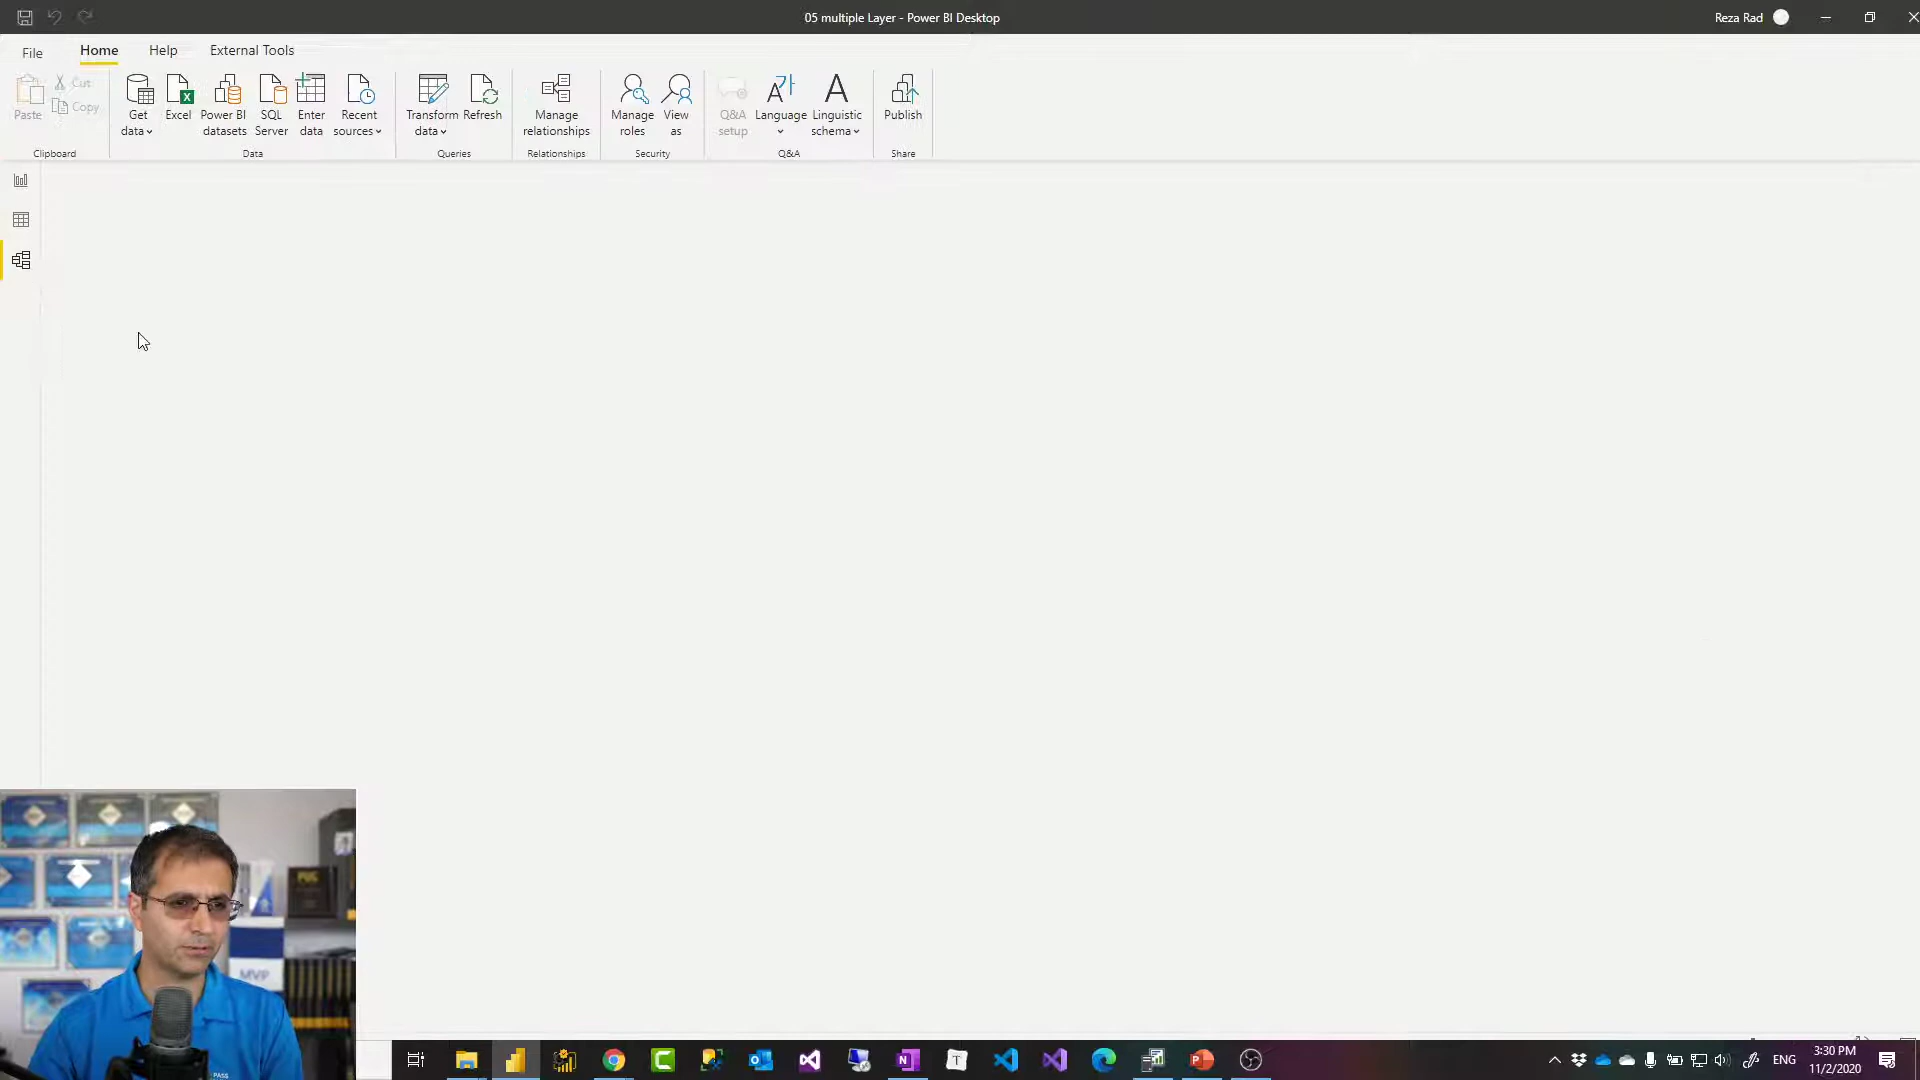 05 multiple Layer - Power BI Desktop
Reza Rad
File
Home
Help
External Tools
Paste
Cut
Copy
Get data
Excel
Power BI datasets
SQL Server
Enter data
Recent sources
Transform data
Refresh
Manage relationships
Manage roles
View as
Q&A setup
Language
Linguistic schema
Publish
Clipboard
Data
Queries
Relationships
Security
Q&A
Share
MVP
PASS
ENG
3:30 PM
11/2/2020